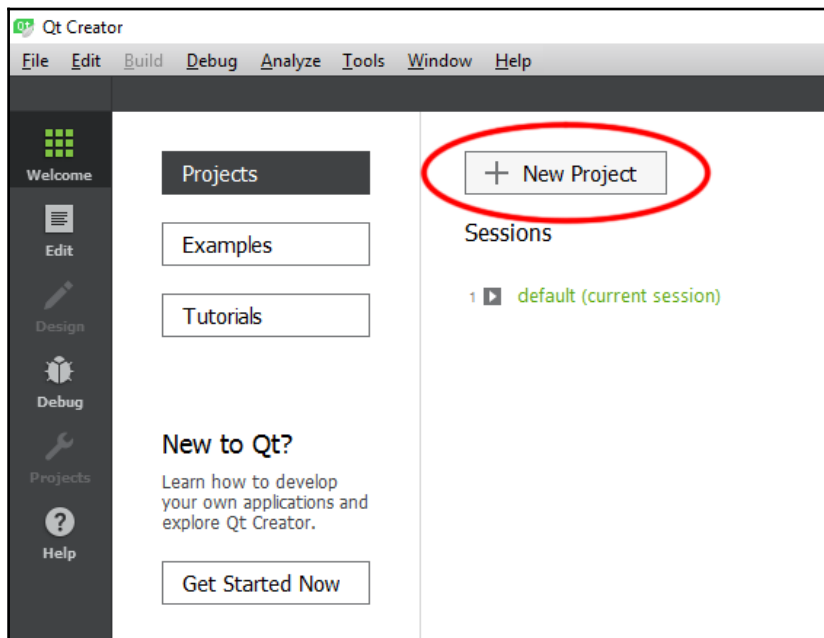 Qt Creator
File Edit Build Debug Analyze Tools Window Help
Welcome
Edit
Design
Debug
Projects
Help
Projects
Examples
Tutorials
New to Qt?
Learn how to develop
your own applications and
explore Qt Creator.
Get Started Now
+ New Project
Sessions
1 default (current session)